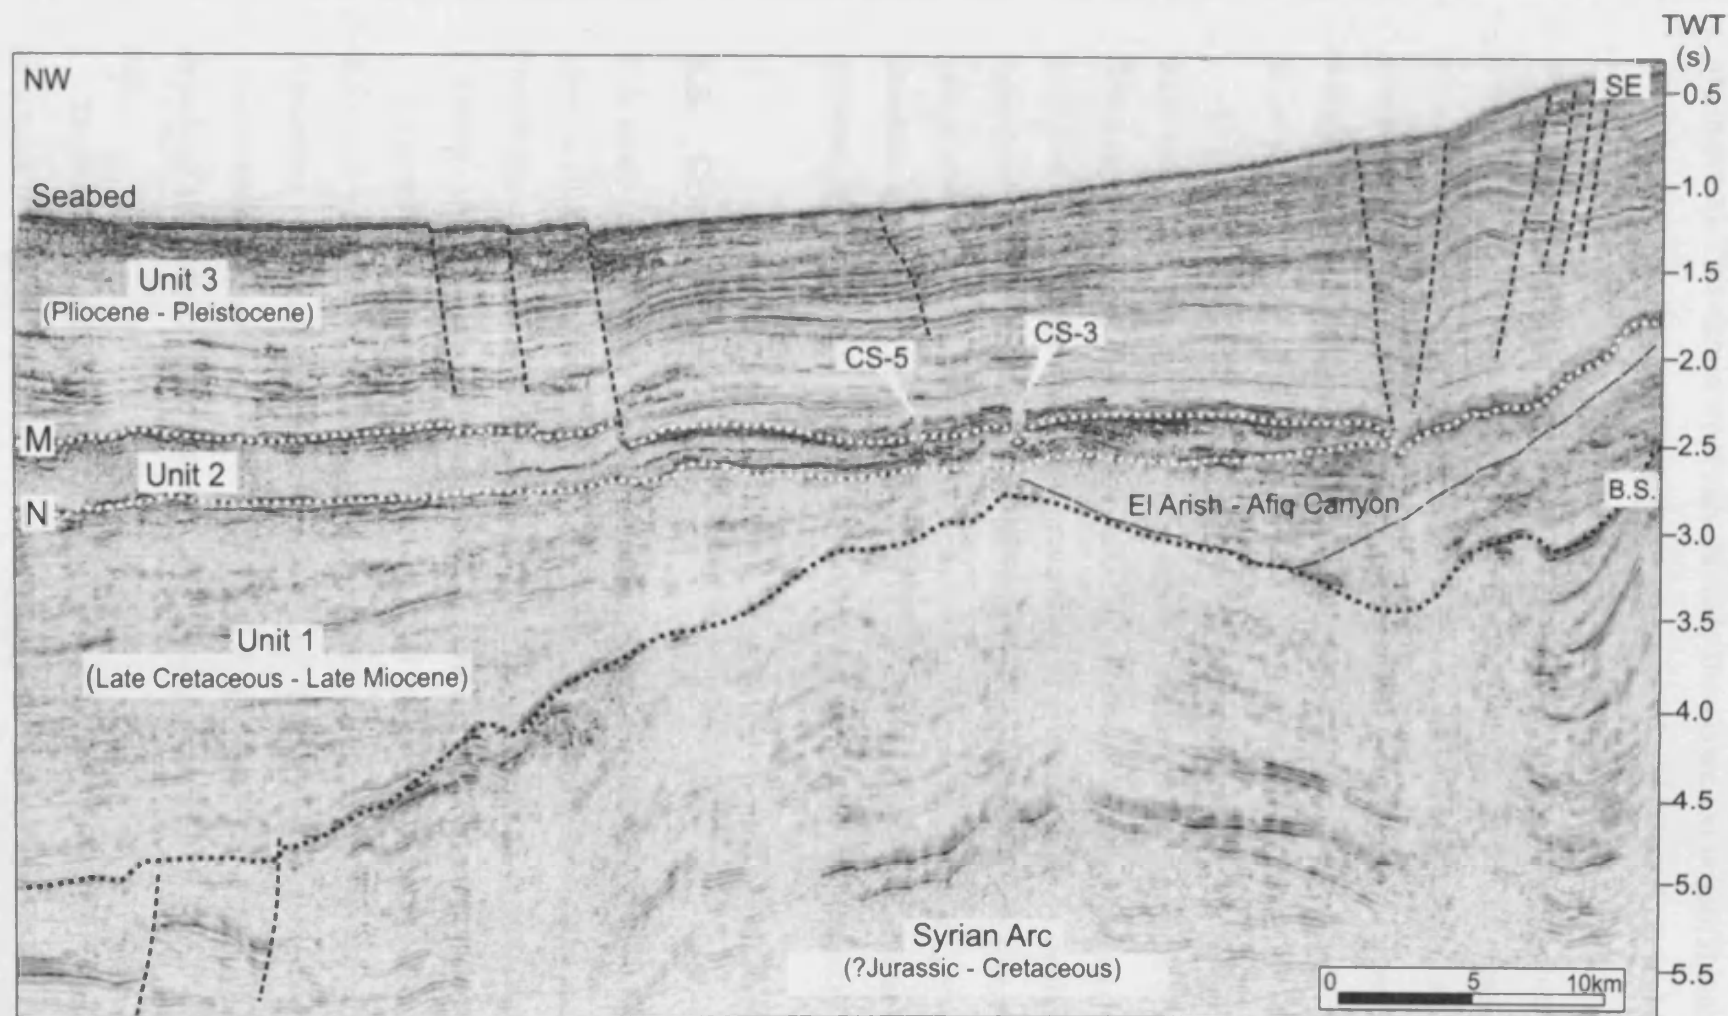 TWT
(s)
NW
SE
0.5
Seabed
1.0
Unit 3
(Pliocene - Pleistocene)
1.5
CS-5
CS-3
2.0
M
2.5
Unit 2
B.S.
N
El Arish - Afiq Canyon
3.0
3.5
Unit 1
(Late Cretaceous - Late Miocene)
4.0
4.5
5.0
Syrian Arc
(?Jurassic - Cretaceous)
5.5
0 5 10km